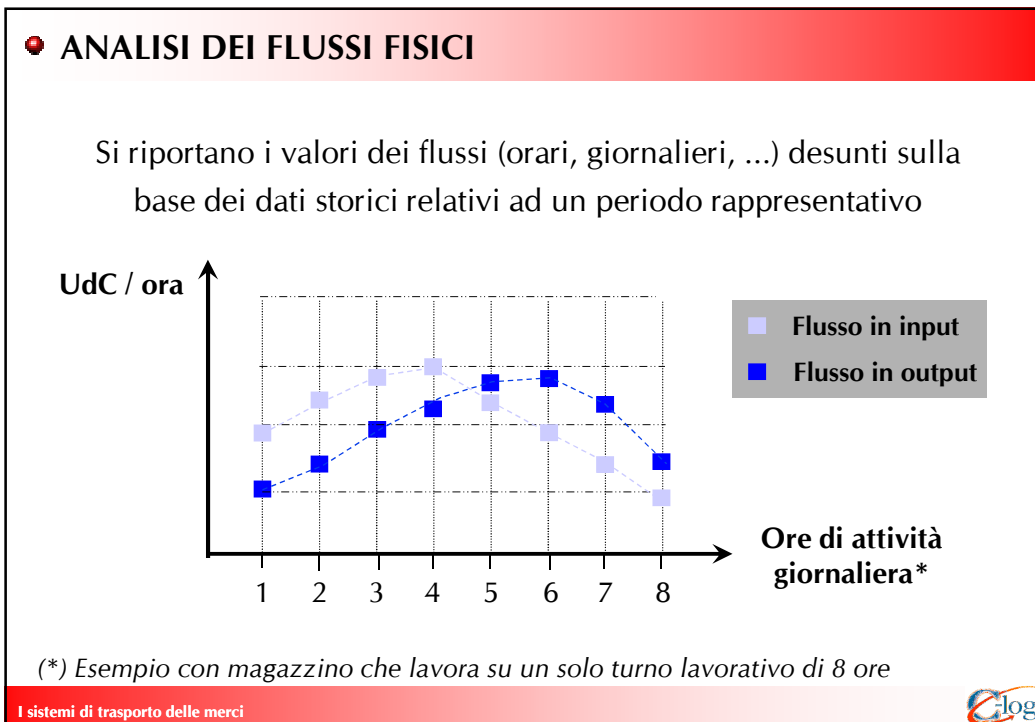 ANALISI DEI FLUSSI FISICI
Si riportano i valori dei flussi (orari, giornalieri, ...) desunti sulla
base dei dati storici relativi ad un periodo rappresentativo
UdC / ora
Flusso in input
Flusso in output
Ore di attività
giornaliera*
1 2 3 4 5 6 7 8
(*) Esempio con magazzino che lavora su un solo turno lavorativo di 8 ore
I sistemi di trasporto delle merci
C-log